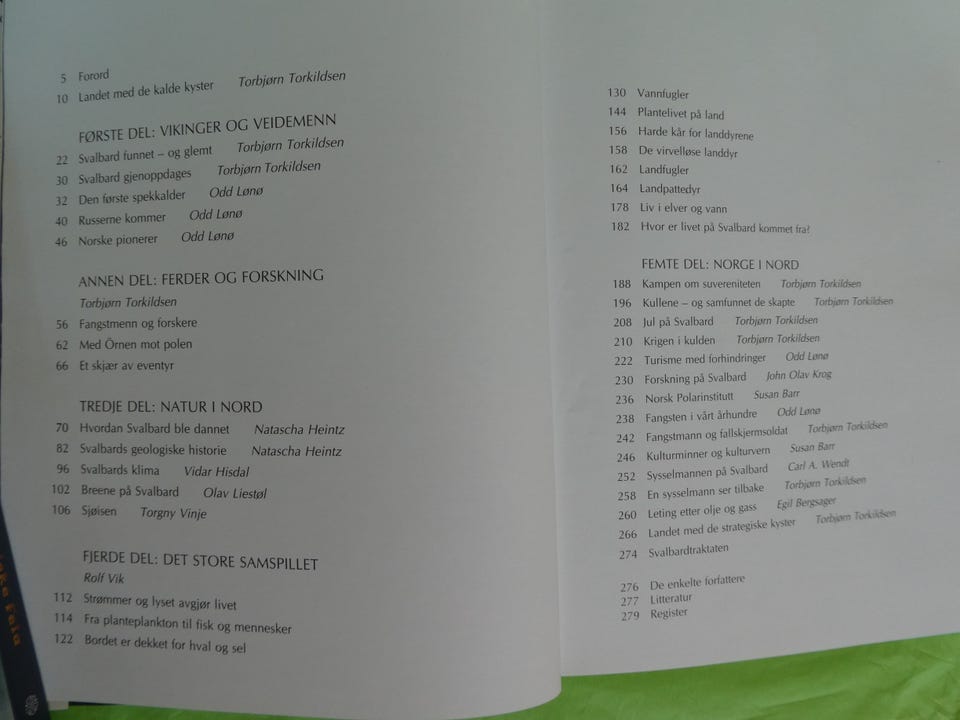 5 Forord
10 Landet med de kalde kyster Torbjørn Torkildsen
FØRSTE DEL: VIKINGER OG VEIDEMENN
22 Svalbard funnet – og glemt Torbjørn Torkildsen
30 Svalbard gjenoppdages Torbjørn Torkildsen
32 Den første spekkalder Odd Lønø
40 Russerne kommer Odd Lønø
46 Norske pionerer Odd Lønø
ANNEN DEL: FERDER OG FORSKNING
Torbjørn Torkildsen
56 Fangstmenn og forskere
62 Med Örnen mot polen
66 Et skjær av eventyr
TREDJE DEL: NATUR I NORD
70 Hvordan Svalbard ble dannet Natascha Heintz
82 Svalbards geologiske historie Natascha Heintz
96 Svalbards klima Vidar Hisdal
102 Breene på Svalbard Olav Liestøl
106 Sjøisen Torgny Vinje
FJERDE DEL: DET STORE SAMSPILLET
Rolf Vik
112 Strømmer og lyset avgjør livet
114 Fra planteplankton til fisk og mennesker
122 Bordet er dekket for hval og sel
130 Vannfugler
144 Plantelivet på land
156 Harde kår for landdyrene
158 De virvelløse landdyr
162 Landfugler
164 Landpattedyr
178 Liv i elver og vann
182 Hvor er livet på Svalbard kommet fra?
FEMTE DEL: NORGE I NORD
188 Kampen om suvereniteten Torbjørn Torkildsen
196 Kullene – og samfunnet de skapte Torbjørn Torkildsen
208 Jul på Svalbard Torbjørn Torkildsen
210 Krigen i kulden Torbjørn Torkildsen
222 Turisme med forhindringer Odd Lønø
230 Forskning på Svalbard John Olav Krog
236 Norsk Polarinstitutt Susan Barr
238 Fangsten i vårt århundre Odd Lønø
242 Fangstmann og fallskjermsoldat Torbjørn Torkildsen
246 Kulturminner og kulturvern Susan Barr
252 Sysselmannen på Svalbard Carl A. Wendt
258 En sysselmann ser tilbake Torbjørn Torkildsen
260 Leting etter olje og gass Egil Bergsager
266 Landet med de strategiske kyster Torbjørn Torkildsen
274 Svalbardtraktaten
276 De enkelte forfattere
277 Litteratur
279 Register